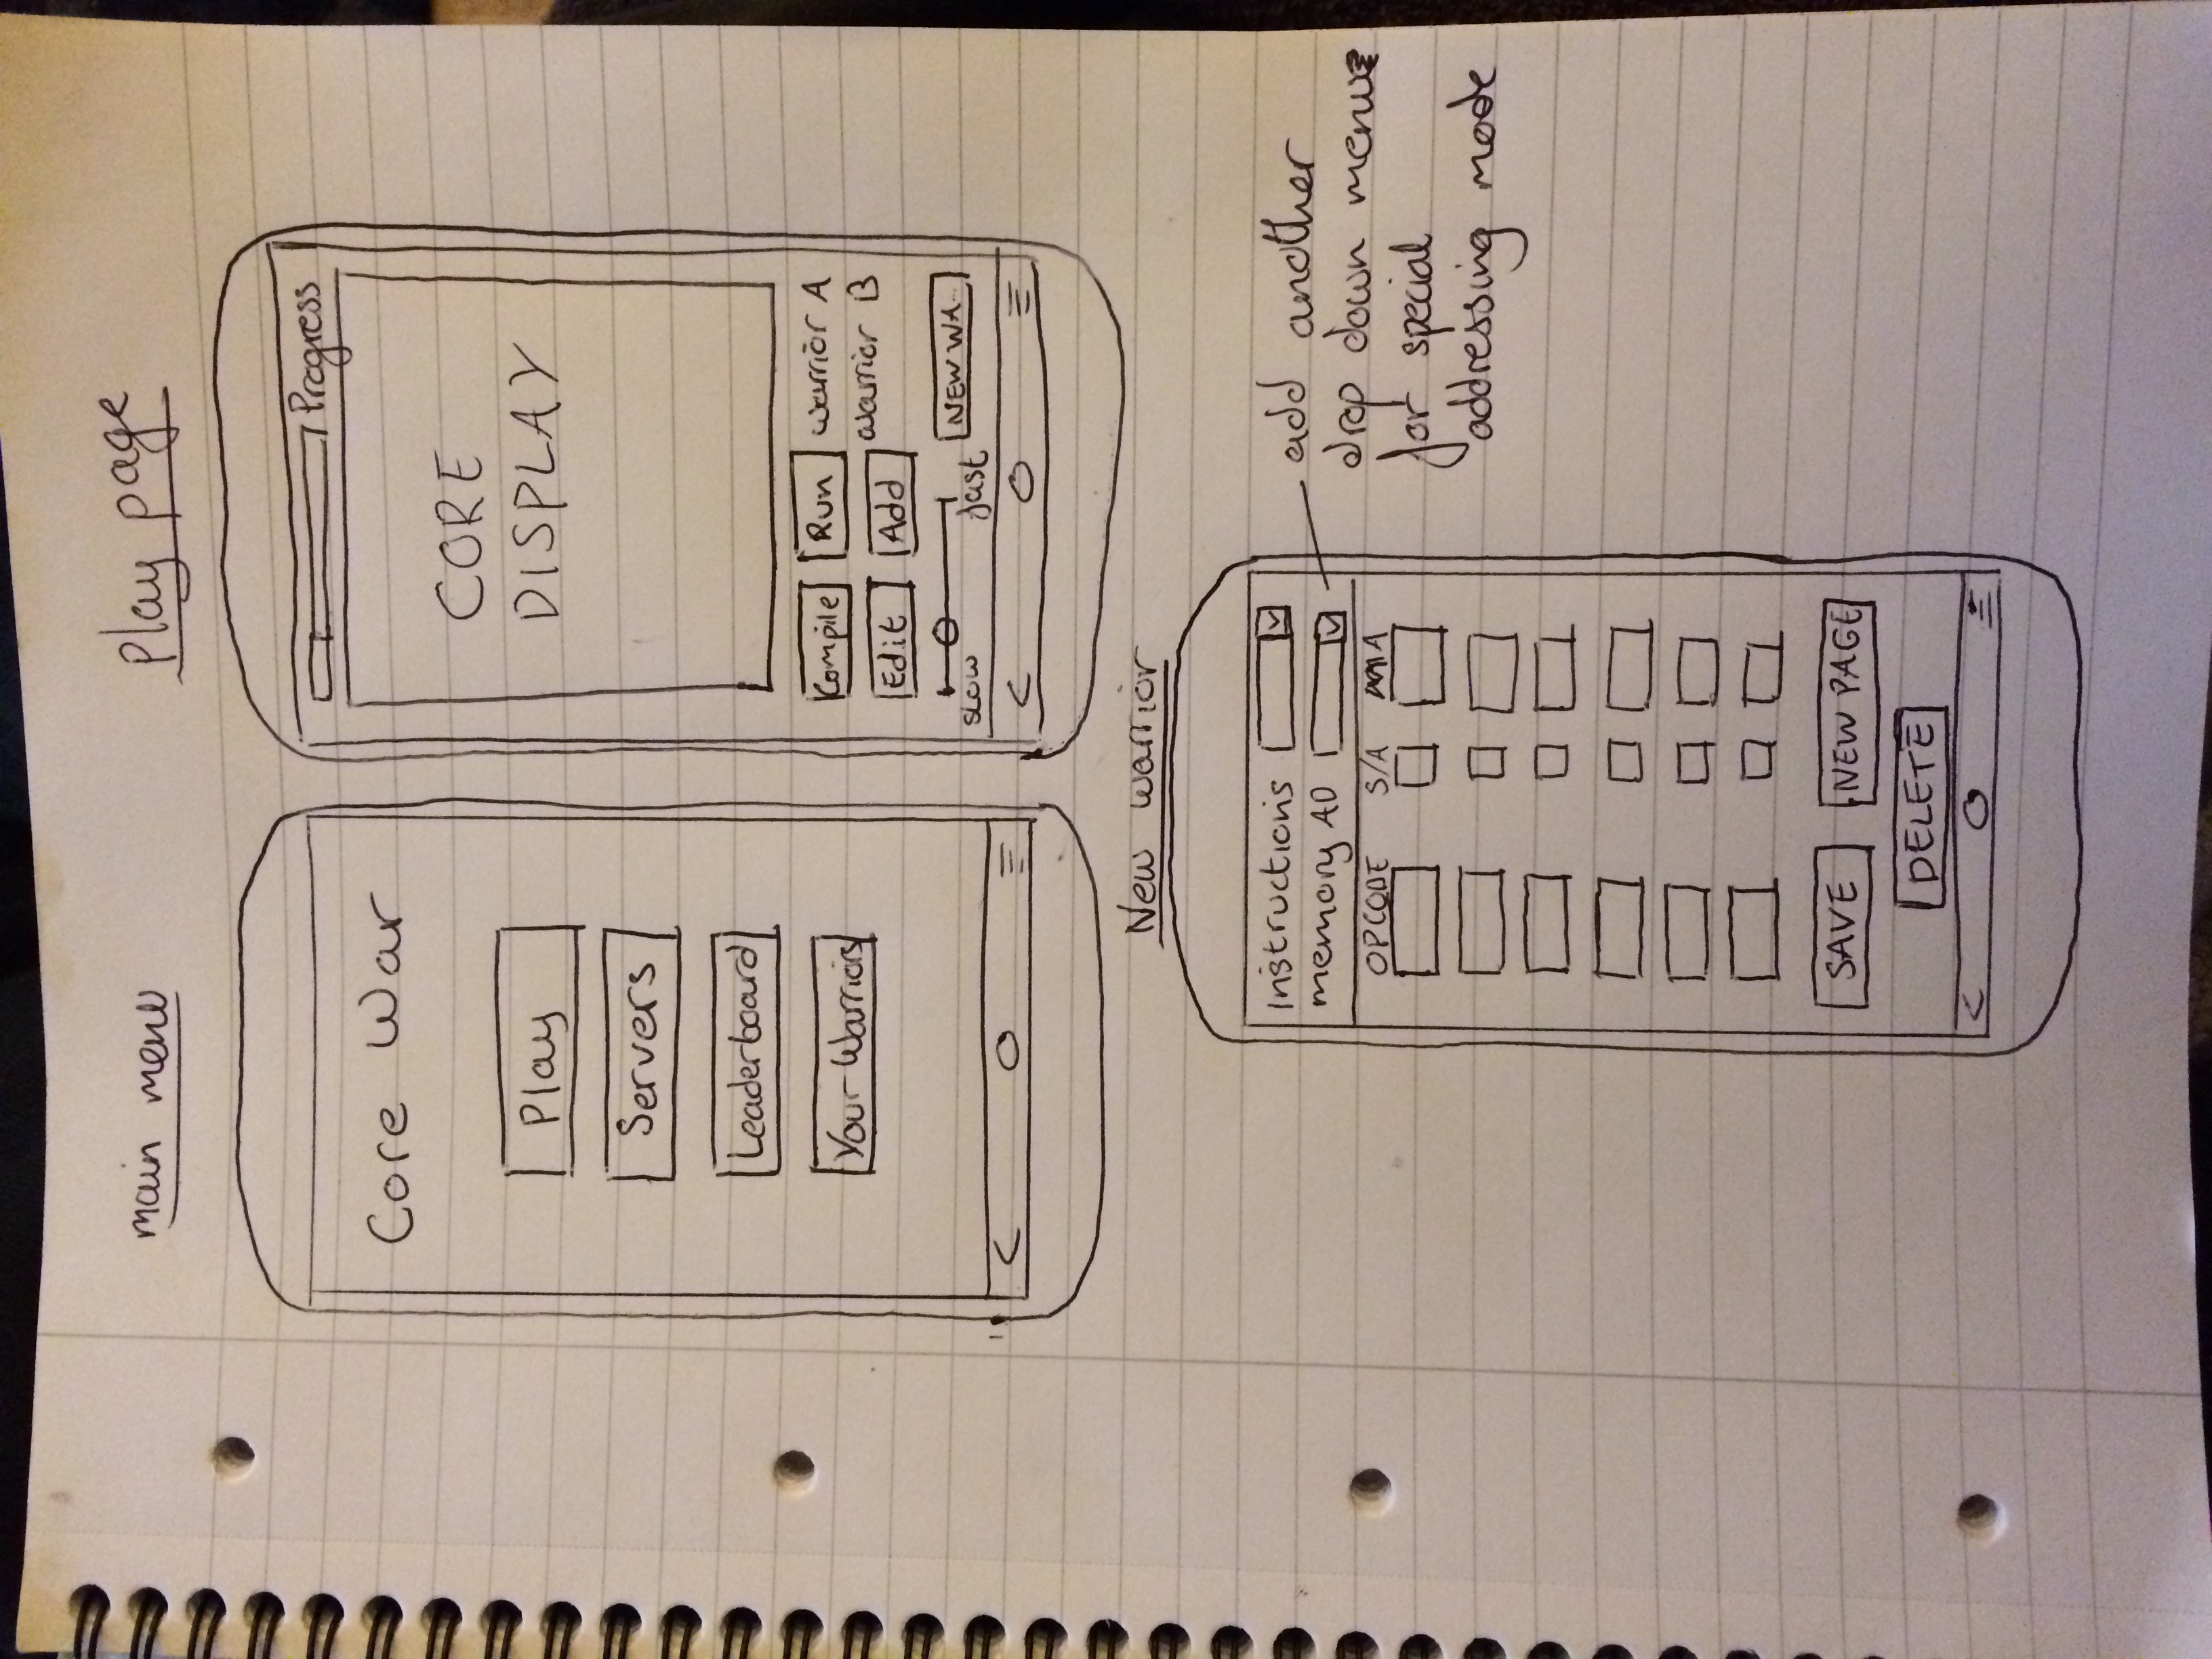 main menu
Play page
Core War
Play
Servers
Leaderboard
Your Warriors
Progress
CORE
DISPLAY
Compile
Run
warrior A
warrior B
Edit
Add
slow
fast
NEW WA..
New warrior
Instructions
memory AD
OPCODE
S/A
A
SAVE
NEW PAGE
DELETE
add another
drop down menu
for special
addressing mode